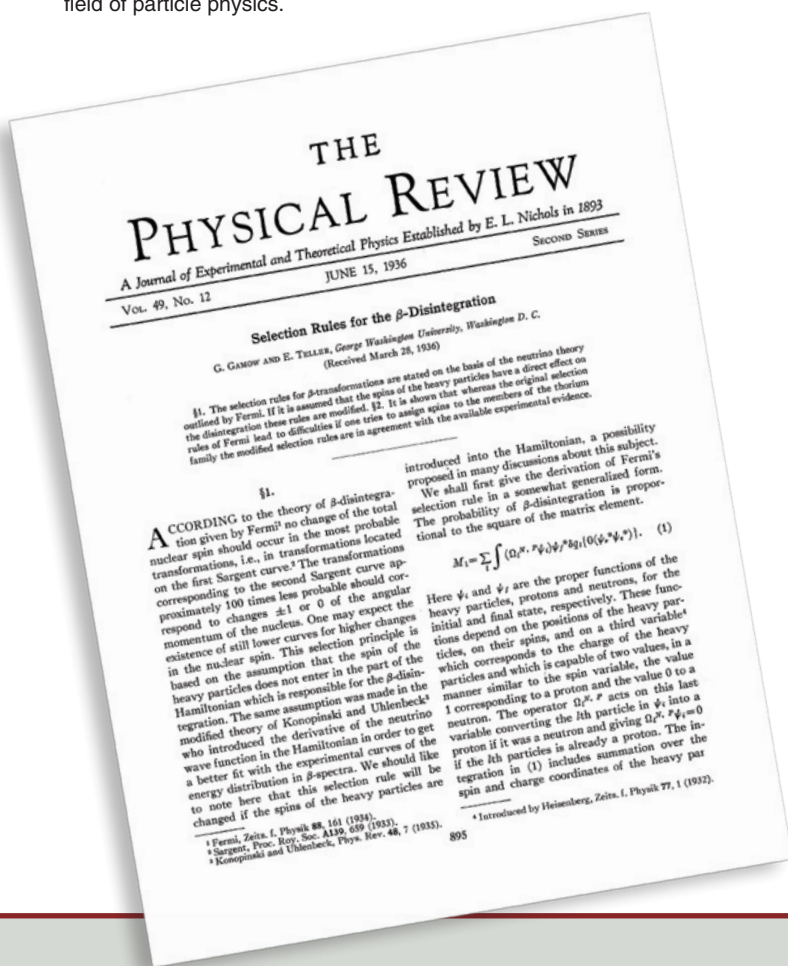 field of particle physics.
THE
PHYSICAL REVIEW
A Journal of Experimental and Theoretical Physics Established by E. L. Nichols in 1893
VOL. 49, No. 12
JUNE 15, 1936
SECOND SERIES
Selection Rules for the β-Disintegration
G. GAMOW AND E. TELLER, George Washington University, Washington D. C.
(Received March 28, 1936)
§1. The selection rules for β-transformations are stated on the basis of the neutrino theory
outlined by Fermi. If it is assumed that the spins of the heavy particles have a direct effect on
the disintegration these rules are modified. §2. It is shown that whereas the original selection
rules of Fermi lead to difficulties if one tries to assign spins to the members of the thorium
family the modified selection rules are in agreement with the available experimental evidence.
§1.
ACCORDING to the theory of β-disintegra-
tion given by Fermi¹ no change of the total
nuclear spin should occur in the most probable
transformations, i.e., in transformations located
on the first Sargent curve.² The transformations
corresponding to the second Sargent curve ap-
proximately 100 times less probable should cor-
respond to changes ±1 or 0 of the angular
momentum of the nucleus. One may expect the
existence of still lower curves for higher changes
in the nuclear spin. This selection principle is
based on the assumption that the spin of the
heavy particles does not enter in the part of the
Hamiltonian which is responsible for the β-disin-
tegration. The same assumption was made in the
modified theory of Konopinski and Uhlenbeck³
who introduced the derivative of the neutrino
wave function in the Hamiltonian in order to get
a better fit with the experimental curves of the
energy distribution in β-spectra. We should like
to note here that this selection rule will be
changed if the spins of the heavy particles are
¹ Fermi, Zeits. f. Physik 88, 161 (1934).
² Sargent, Proc. Roy. Soc. A139, 659 (1933).
³ Konopinski and Uhlenbeck, Phys. Rev. 48, 7 (1935).
introduced into the Hamiltonian, a possibility
proposed in many discussions about this subject.
We shall first give the derivation of Fermi's
selection rule in a somewhat generalized form.
The probability of β-disintegration is propor-
tional to the square of the matrix element.
(1)
Here ψᵢ and ψf are the proper functions of the
heavy particles, protons and neutrons, for the
initial and final state, respectively. These func-
tions depend on the positions of the heavy par-
ticles, on their spins, and on a third variable⁴
which corresponds to the charge of the heavy
particles and which is capable of two values, in a
manner similar to the spin variable, the value
1 corresponding to a proton and the value 0 to a
neutron. The operator acts on this last
variable converting the lth particle in ψᵢ into a
proton if it was a neutron and giving
if the lth particles is already a proton. The in-
tegration in (1) includes summation over the
spin and charge coordinates of the heavy par
⁴ Introduced by Heisenberg, Zeits. f. Physik 77, 1 (1932).
895